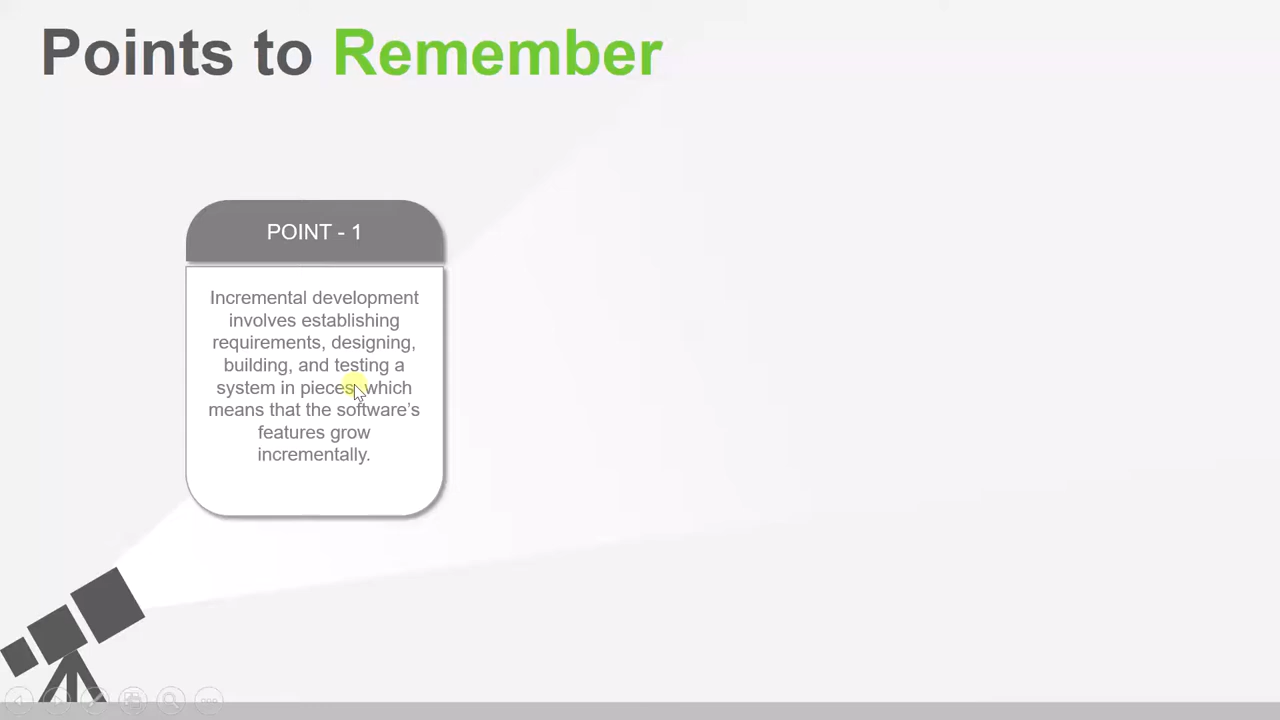 Points to Remember
POINT - 1
Incremental development
involves establishing
requirements, designing,
building, and testing a
system in pieces, which
means that the software’s
features grow
incrementally.